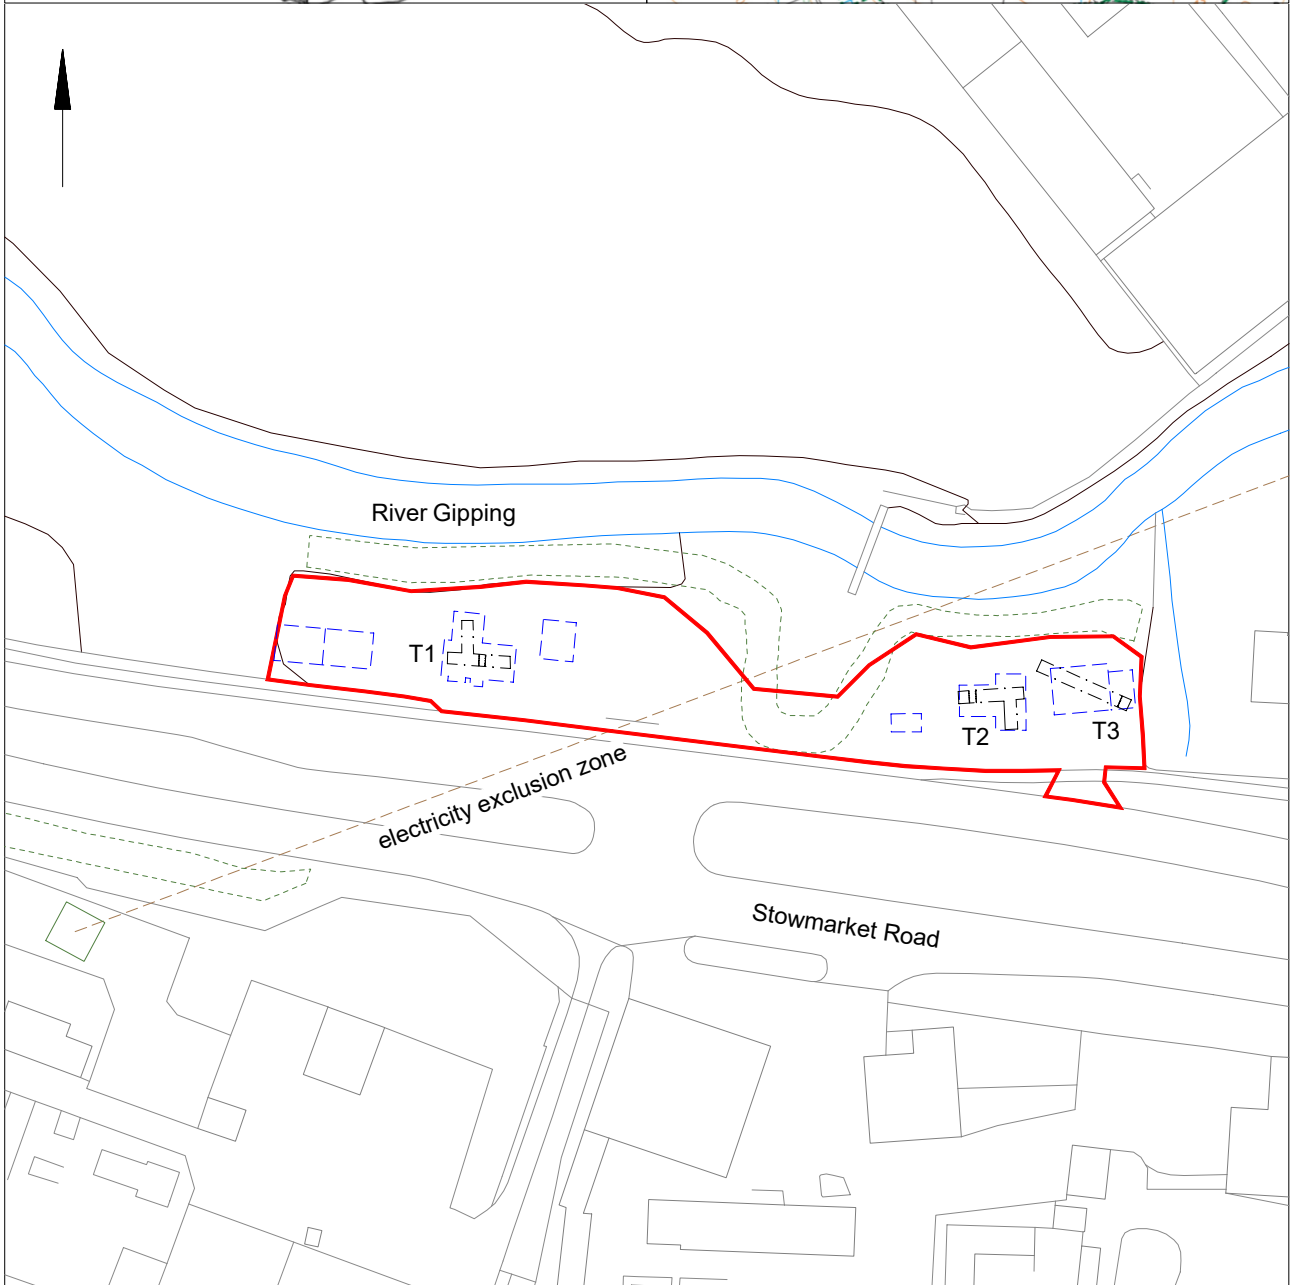 River Gipping
T1
T2
T3
electricity exclusion zone
Stowmarket Road